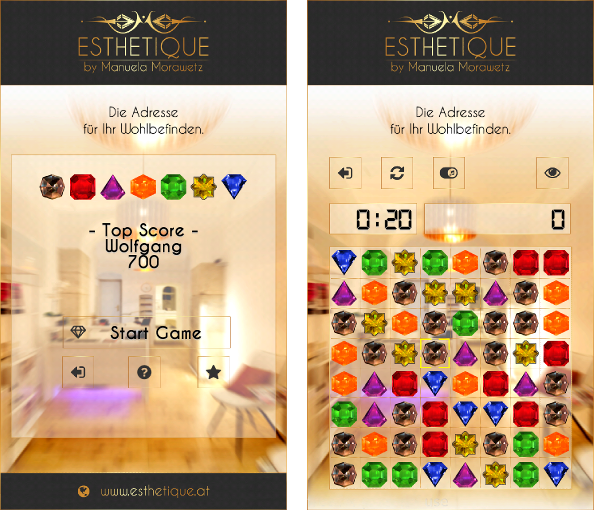 ESTHETIQUE
by Manuela Morawetz
Die Adresse
für Ihr Wohlbefinden.
- Top Score -
Wolfgang
700
Start Game
www.esthetique.at
ESTHETIQUE
by Manuela Morawetz
Die Adresse
für Ihr Wohlbefinden.
0:20
0